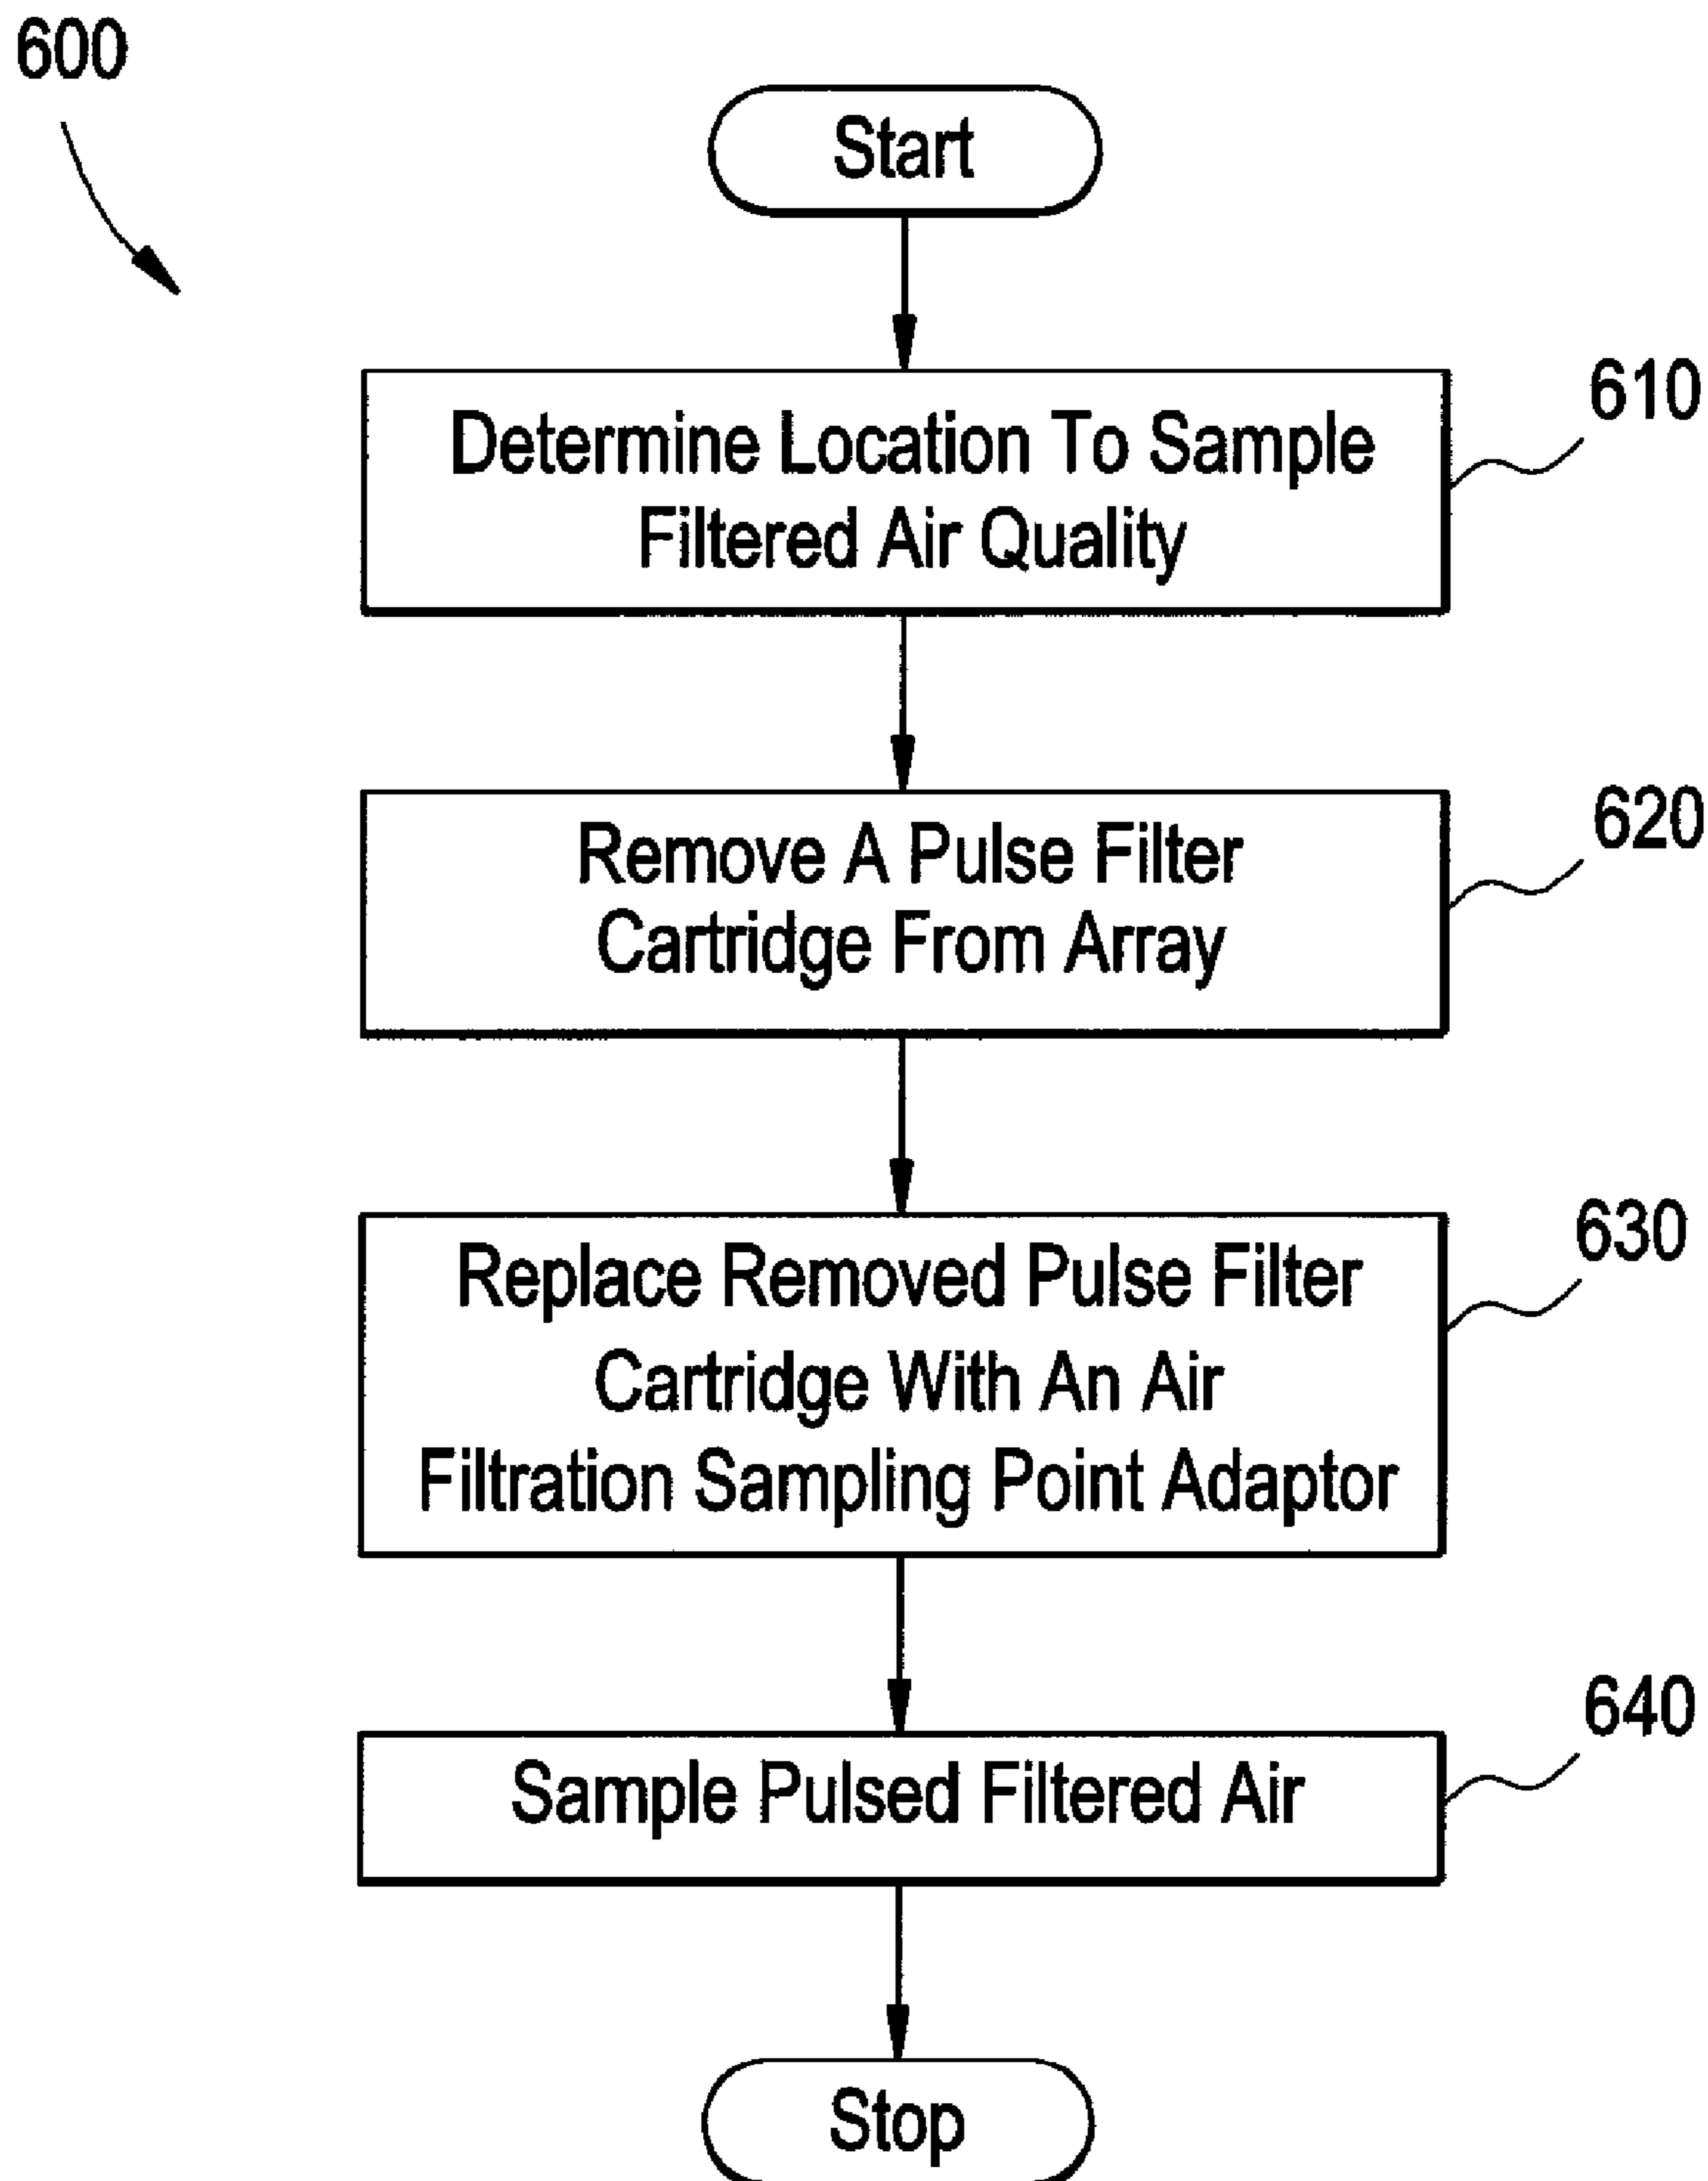 600
Start
Determine Location To Sample
Filtered Air Quality
610
Remove A Pulse Filter
Cartridge From Array
620
Replace Removed Pulse Filter
Cartridge With An Air
Filtration Sampling Point Adaptor
630
Sample Pulsed Filtered Air
640
Stop